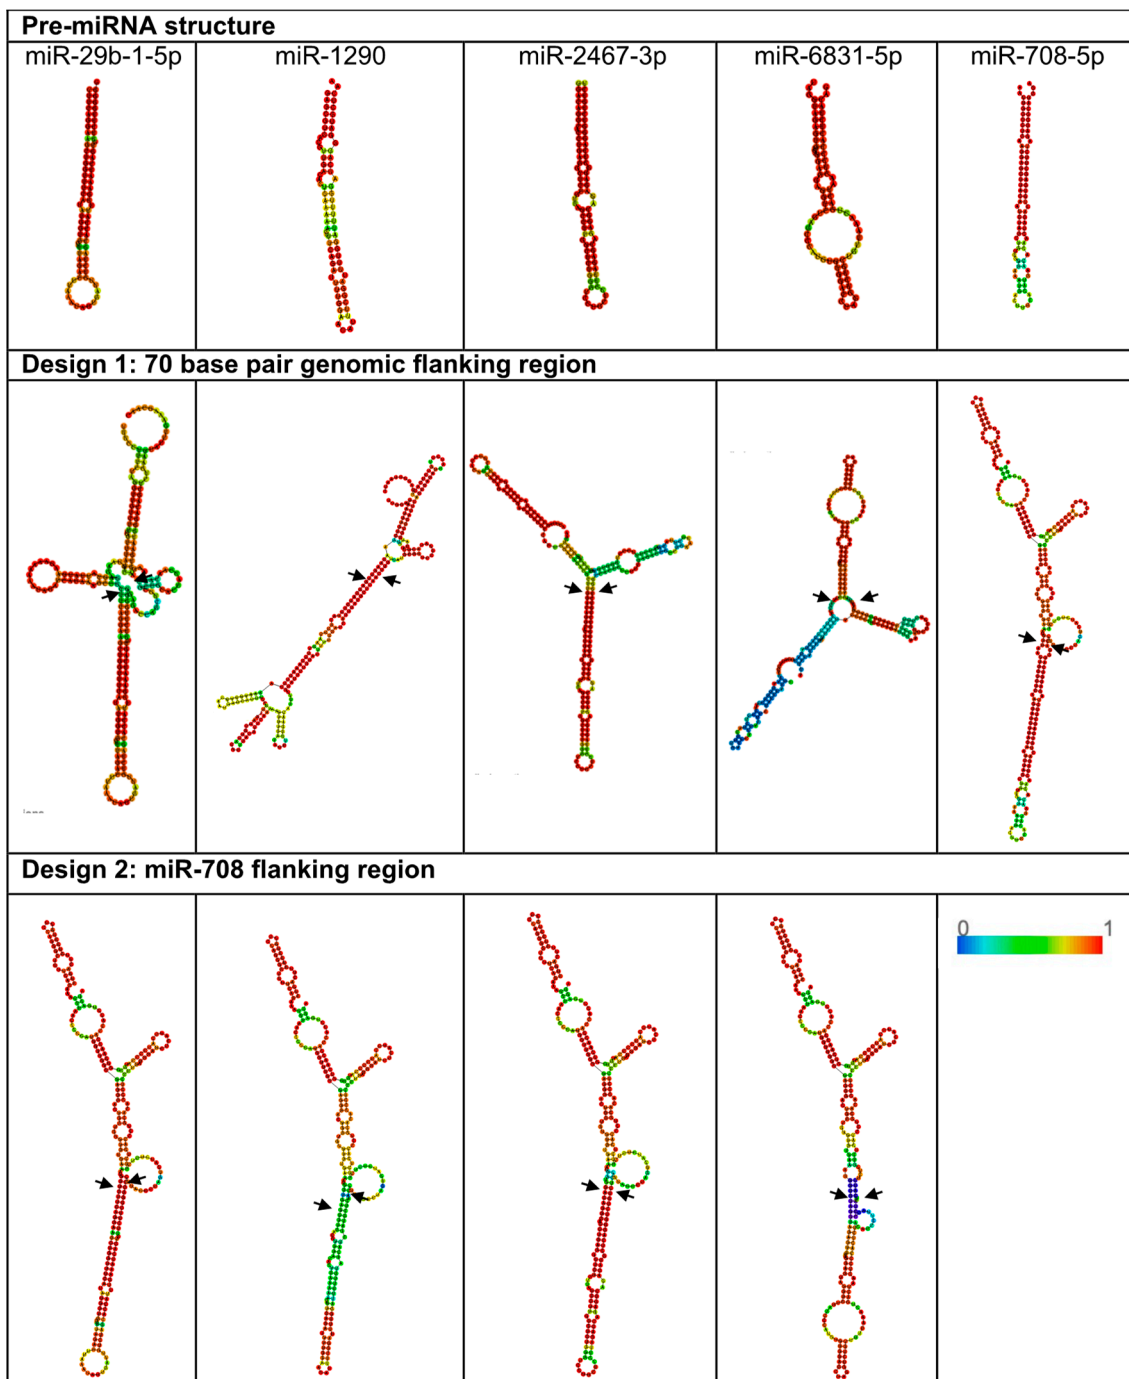 Pre-miRNA structure
miR-29b-1-5p
miR-1290
miR-2467-3p
miR-6831-5p
miR-708-5p
Design 1: 70 base pair genomic flanking region
Design 2: miR-708 flanking region
0 1